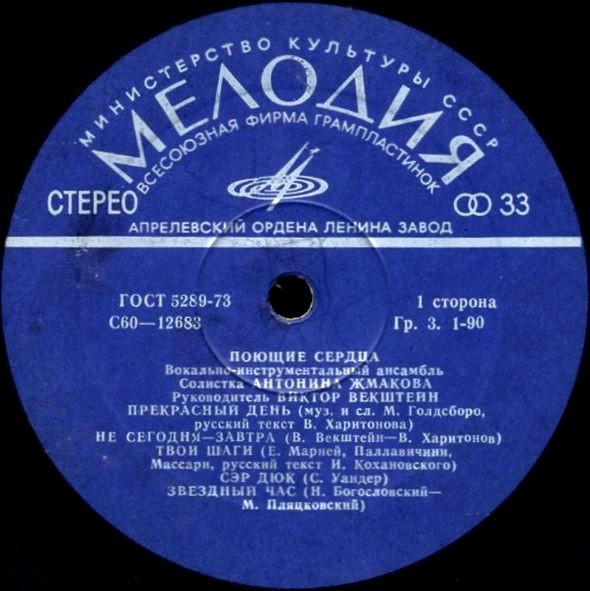 МИНИСТЕРСТВО КУЛЬТУРЫ СССР
МЕЛОДИЯ
ВСЕСОЮЗНАЯ ФИРМА ГРАМПЛАСТИНОК
СТЕРЕО
33
АПРЕЛЕВСКИЙ ОРДЕНА ЛЕНИНА ЗАВОД
ГОСТ 5289-73
1 сторона
С60—12683
Гр. 3. 1-90
ПОЮЩИЕ СЕРДЦА
Вокально-инструментальный ансамбль
Солистка АНТОНИНА ЖМАКОВА
Руководитель ВИКТОР ВЕКШТЕЙН
ПРЕКРАСНЫЙ ДЕНЬ (муз. и сл. М. Голдсборо,
русский текст В. Харитонова)
НЕ СЕГОДНЯ—ЗАВТРА (В. Векштейн—В. Харитонов)
ТВОИ ШАГИ (Е. Марней, Паллавичини,
Массари, русский текст И. Кохановского)
СЭР ДЮК (С. Уандер)
ЗВЕЗДНЫЙ ЧАС (Н. Богословский—
М. Пляцковский)